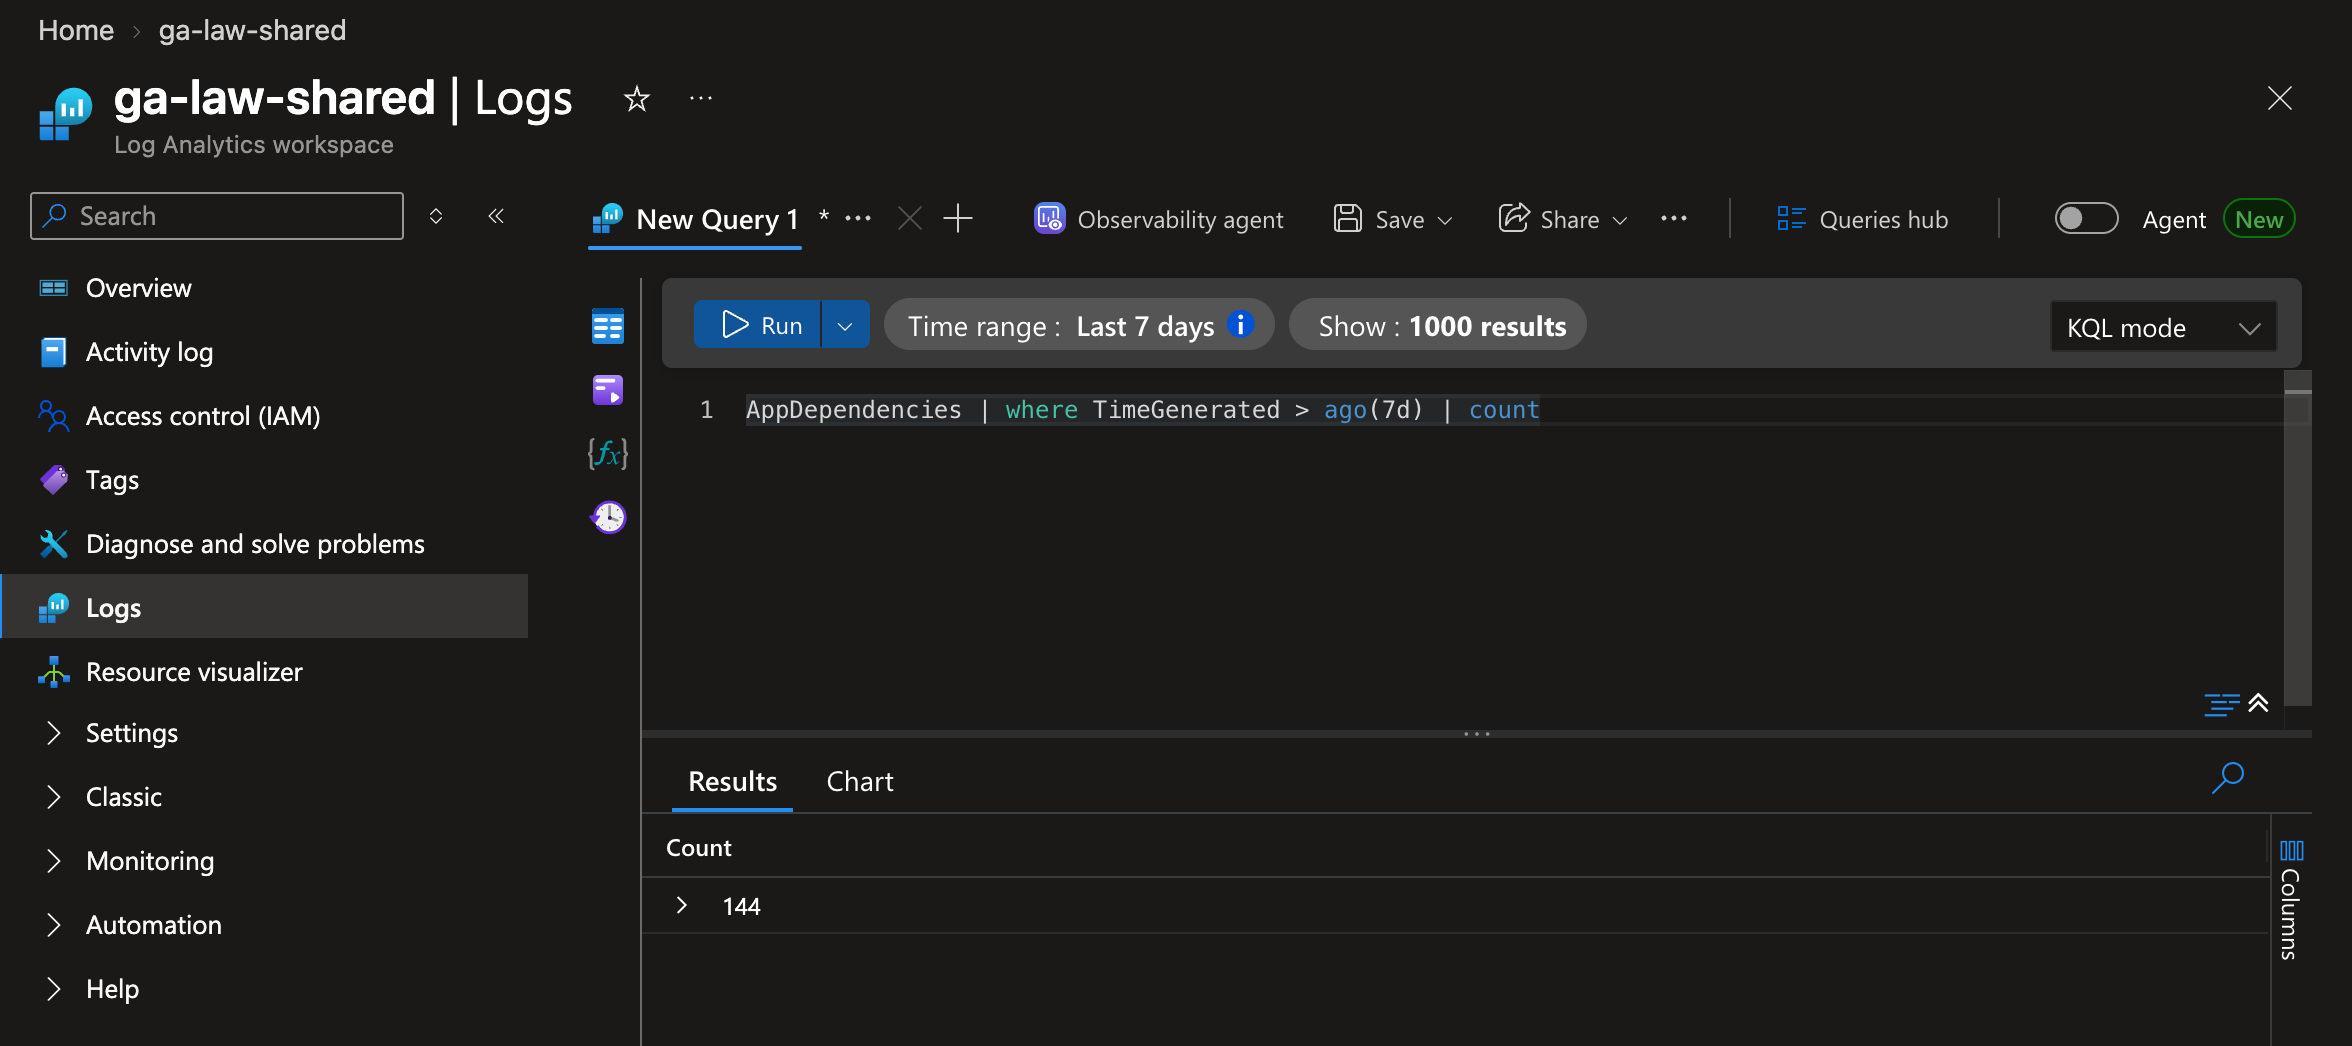 Home > ga-law-shared
ga-law-shared | Logs
Log Analytics workspace
Search
Overview
Activity log
Access control (IAM)
Tags
Diagnose and solve problems
Logs
Resource visualizer
Settings
Classic
Monitoring
Automation
Help
New Query 1 * ···
Observability agent
Save
Share
Queries hub
Agent
New
Run
Time range : Last 7 days
Show : 1000 results
KQL mode
{fx}
1 AppDependencies | where TimeGenerated > ago(7d) | count
Results
Chart
Count
144
Columns